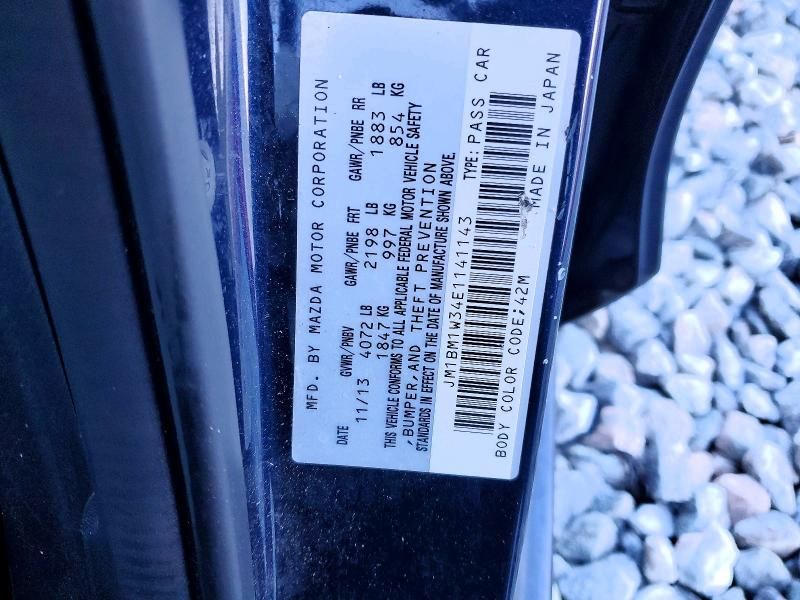 MFD. BY MAZDA MOTOR CORPORATION
DATE GVWR/PNBV GAWR/PNBE FRT GAWR/PNBE RR
11/13 4072 LB 2198 LB 1883 LB
1847 KG 997 KG 854 KG
THIS VEHICLE CONFORMS TO ALL APPLICABLE FEDERAL MOTOR VEHICLE SAFETY
,BUMPER,AND THEFT PREVENTION
STANDARDS IN EFFECT ON THE DATE OF MANUFACTURE SHOWN ABOVE.
JM1BM1W34E1141143 TYPE: PASS CAR
BODY COLOR CODE;42M MADE IN JAPAN